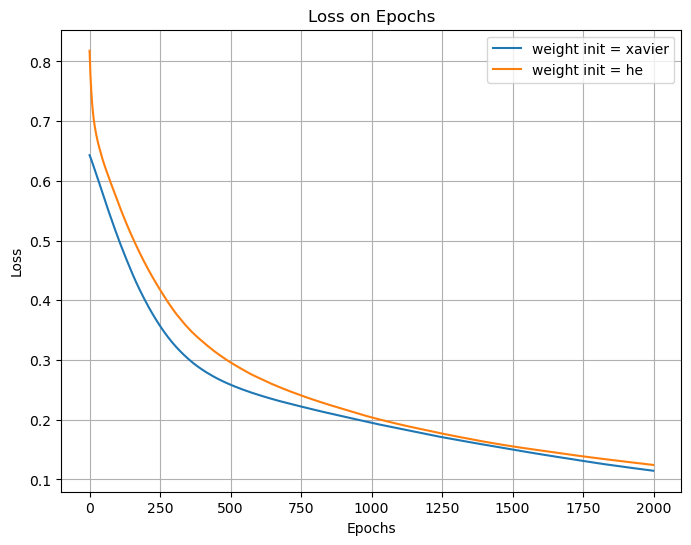 Loss on Epochs
weight init = xavier
weight init = he
Loss
0.8
0.7
0.6
0.5
0.4
0.3
0.2
0.1
0 250 500 750 1000 1250 1500 1750 2000
Epochs